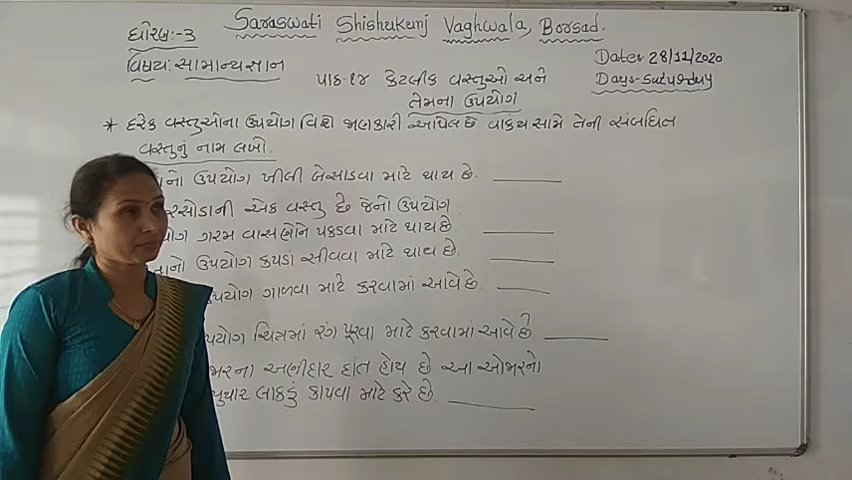 Saraswati Shishukunj Vaghwala, Borsad.
ધોરણ:-૩
Date:- 28/11/2020
વિષય: સામાન્યજ્ઞાન
પાઠ-૧૪ કેટલીક વસ્તુઓ અને
Day:- Saturday
તેમના ઉપયોગ
* દરેક વસ્તુઓના ઉપયોગ વિશે જાણકારી આપેલ છે વાક્ય સામે તેની સંબધિત
વસ્તુનું નામ લખો.
નો ઉપયોગ ખીલી બેસાડવા માટે થાય છે.
રસોડાની એક વસ્તુ છે જેનો ઉપયોગ
ગરમ વાસણોને પકડવા માટે થાય છે.
નો ઉપયોગ કપડા સીવવા માટે થાય છે.
ઉપયોગ ગાળવા માટે કરવામાં આવે છે
ઉપયોગ ચિત્રમાં રંગ પૂરવા માટે કરવામાં આવે છે
અણીદાર દાંત હોય છે આ ઓજારનો
સુથાર લાકડું કાપવા માટે કરે છે.